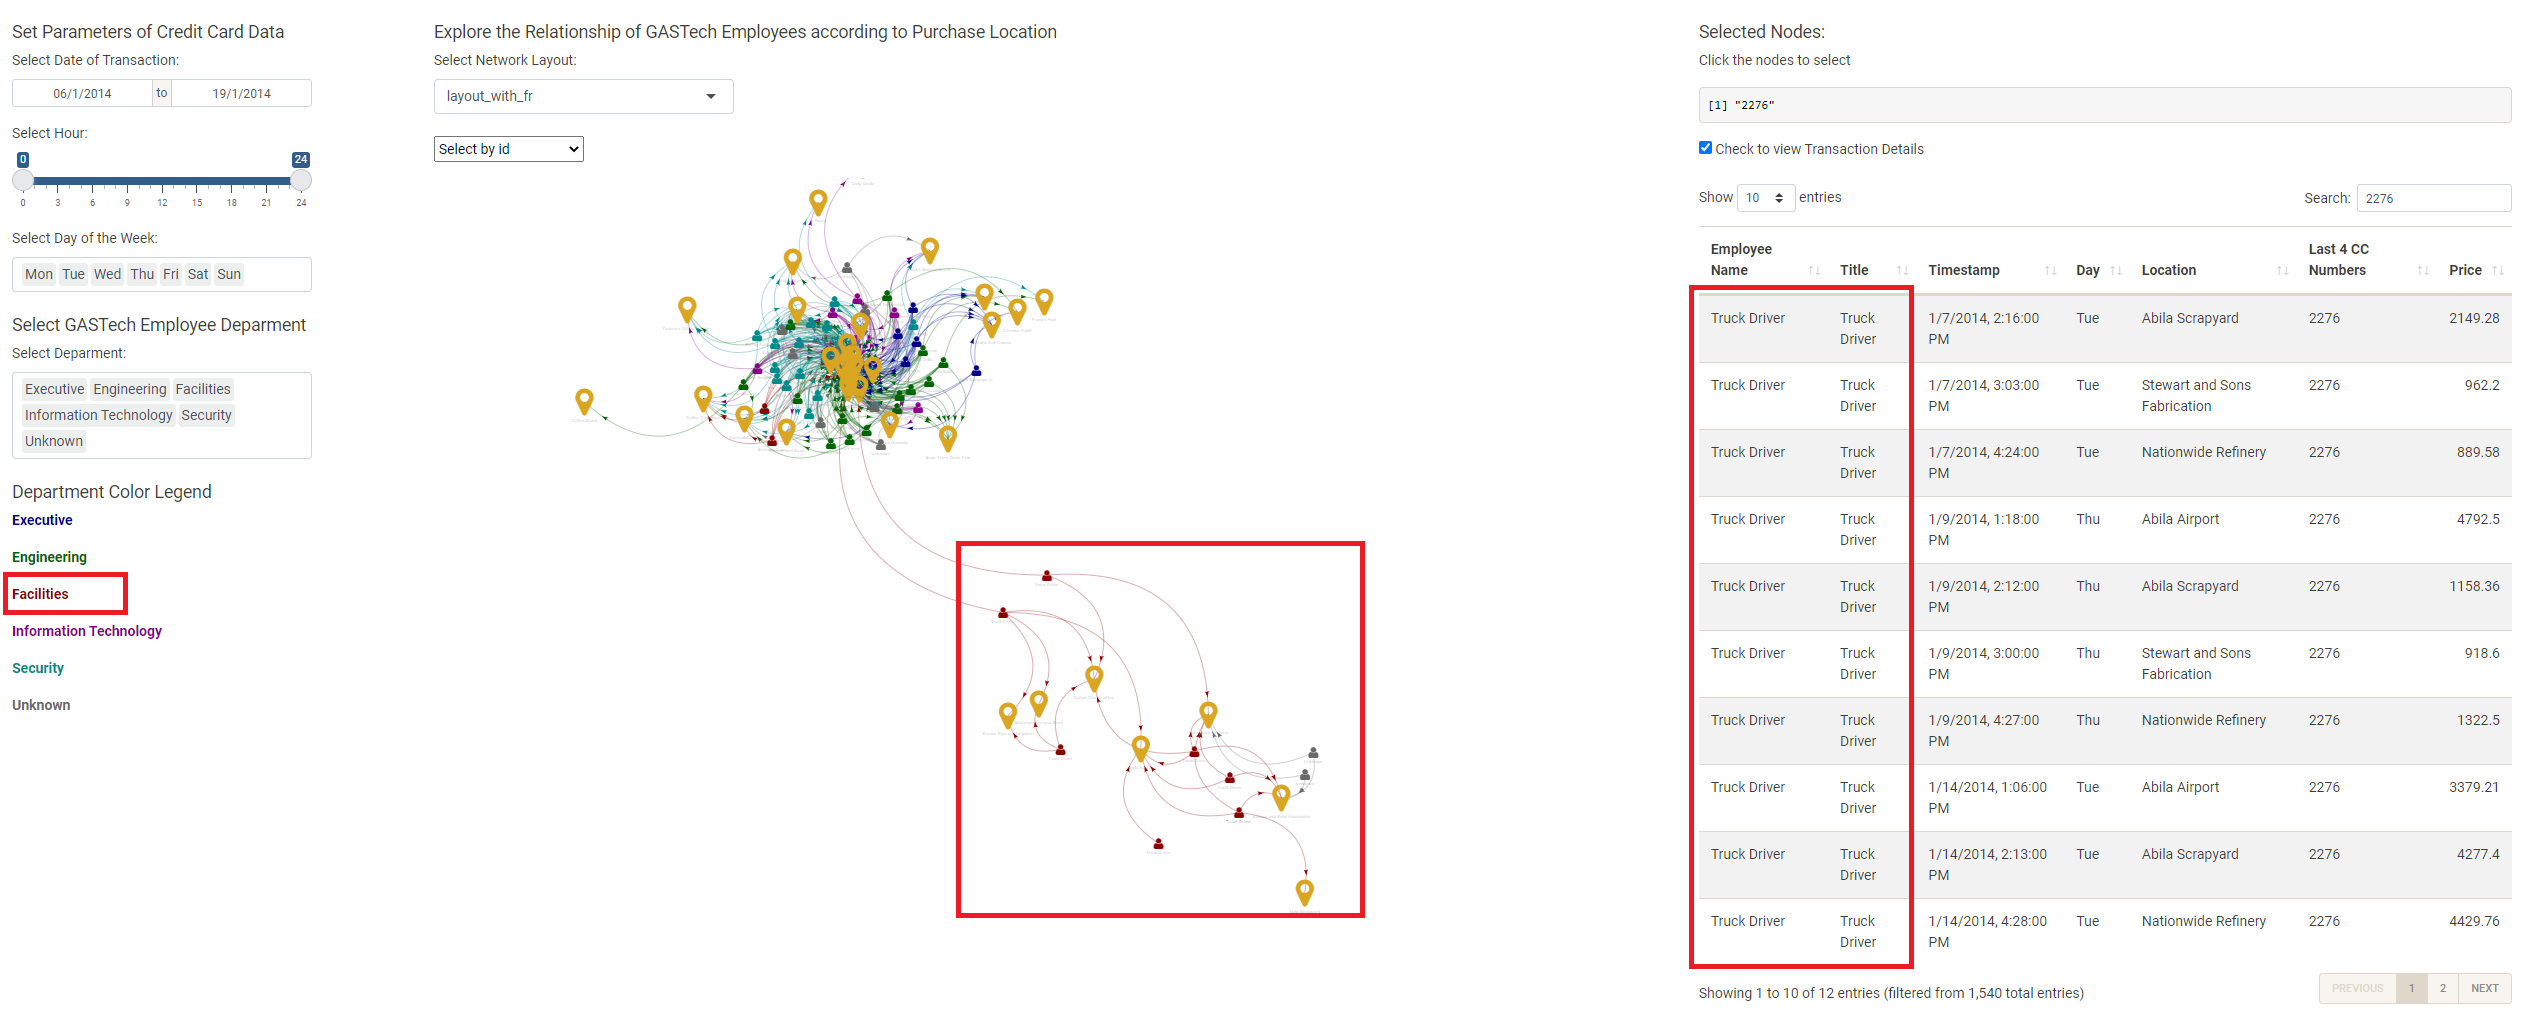 Set Parameters of Credit Card Data
Select Date of Transaction:
06/1/2014 to 19/1/2014
Select Hour:
0 24
0 3 6 9 12 15 18 21 24
Select Day of the Week:
Mon Tue Wed Thu Fri Sat Sun
Select GASTech Employee Deparment
Select Deparment:
Executive Engineering Facilities
Information Technology Security
Unknown
Department Color Legend
Executive
Engineering
Facilities
Information Technology
Security
Unknown
Explore the Relationship of GASTech Employees according to Purchase Location
Select Network Layout:
layout_with_fr
Select by id
Selected Nodes:
Click the nodes to select
[1] "2276"
Check to view Transaction Details
Show 10 entries
Search: 2276
Employee Name Title Timestamp Day Location Last 4 CC Numbers Price
Truck Driver Truck Driver 1/7/2014, 2:16:00 PM Tue Abila Scrapyard 2276 2149.28
Truck Driver Truck Driver 1/7/2014, 3:03:00 PM Tue Stewart and Sons Fabrication 2276 962.2
Truck Driver Truck Driver 1/7/2014, 4:24:00 PM Tue Nationwide Refinery 2276 889.58
Truck Driver Truck Driver 1/9/2014, 1:18:00 PM Thu Abila Airport 2276 4792.5
Truck Driver Truck Driver 1/9/2014, 2:12:00 PM Thu Abila Scrapyard 2276 1158.36
Truck Driver Truck Driver 1/9/2014, 3:00:00 PM Thu Stewart and Sons Fabrication 2276 918.6
Truck Driver Truck Driver 1/9/2014, 4:27:00 PM Thu Nationwide Refinery 2276 1322.5
Truck Driver Truck Driver 1/14/2014, 1:06:00 PM Tue Abila Airport 2276 3379.21
Truck Driver Truck Driver 1/14/2014, 2:13:00 PM Tue Abila Scrapyard 2276 4277.4
Truck Driver Truck Driver 1/14/2014, 4:28:00 PM Tue Nationwide Refinery 2276 4429.76
Showing 1 to 10 of 12 entries (filtered from 1,540 total entries)
PREVIOUS 1 2 NEXT